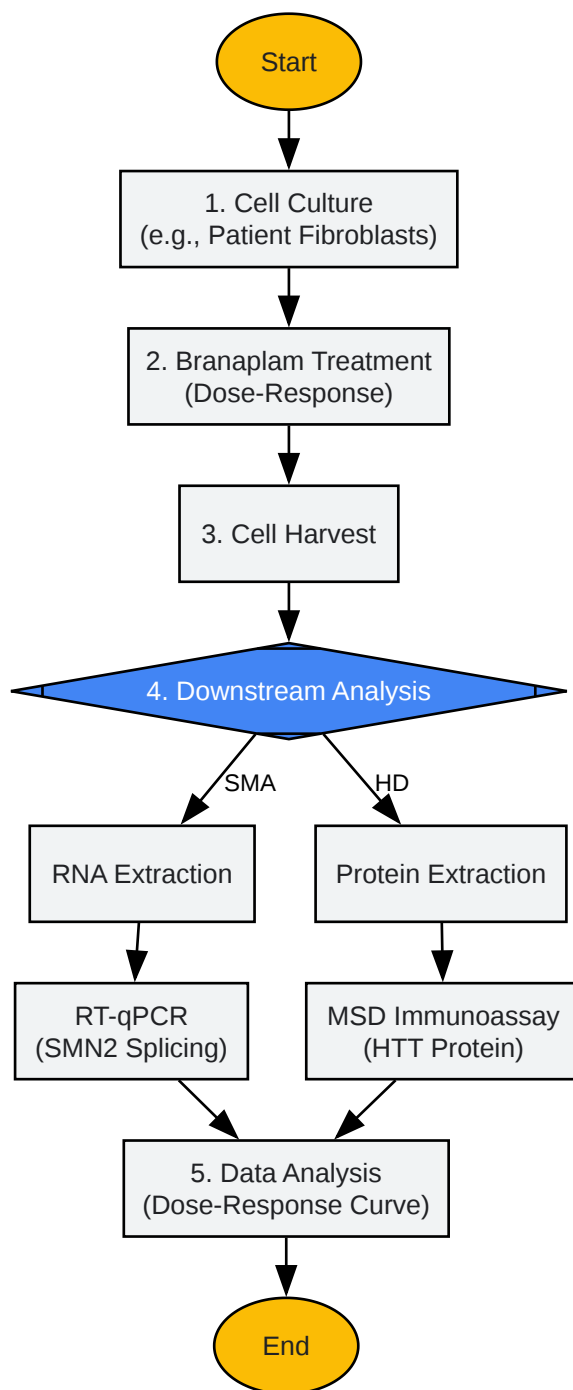 Start
1. Cell Culture
(e.g., Patient Fibroblasts)
2. Branaplam Treatment
(Dose-Response)
3. Cell Harvest
4. Downstream Analysis
SMA
HD
RNA Extraction
Protein Extraction
RT-qPCR
(SMN2 Splicing)
MSD Immunoassay
(HTT Protein)
5. Data Analysis
(Dose-Response Curve)
End